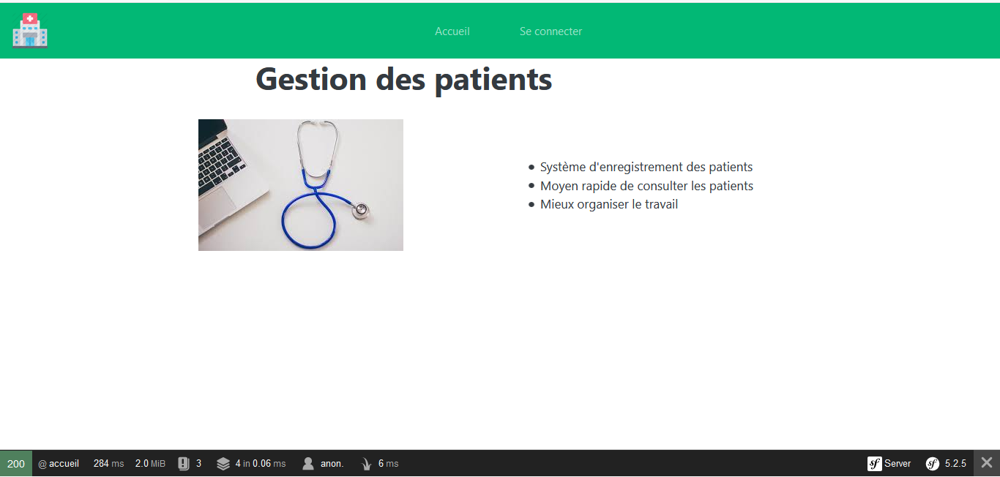 Accueil Se connecter
Gestion des patients
Système d'enregistrement des patients
Moyen rapide de consulter les patients
Mieux organiser le travail
200 @ accueil 284 ms 2.0 MiB 3 4 in 0.06 ms anon. 6 ms sf Server sf 5.2.5